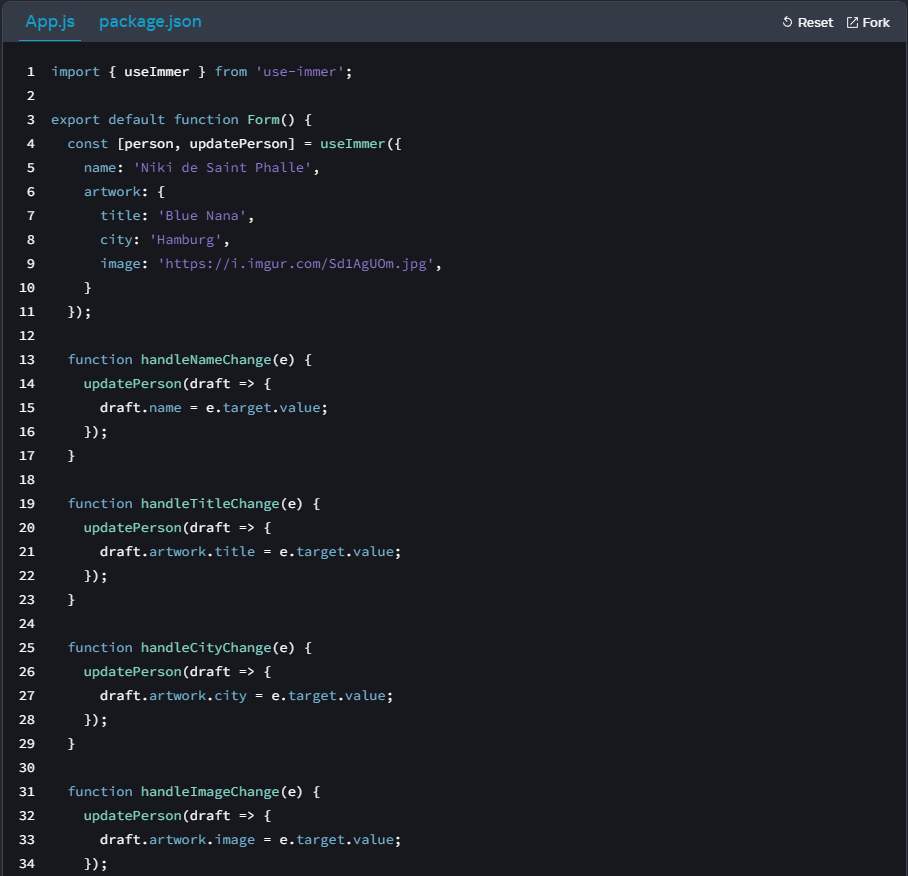 App.js package.json Reset Fork
1 import { useImmer } from 'use-immer';
2
3 export default function Form() {
4   const [person, updatePerson] = useImmer({
5     name: 'Niki de Saint Phalle',
6     artwork: {
7       title: 'Blue Nana',
8       city: 'Hamburg',
9       image: 'https://i.imgur.com/Sd1AgUOm.jpg',
10     }
11   });
12
13   function handleNameChange(e) {
14     updatePerson(draft => {
15       draft.name = e.target.value;
16     });
17   }
18
19   function handleTitleChange(e) {
20     updatePerson(draft => {
21       draft.artwork.title = e.target.value;
22     });
23   }
24
25   function handleCityChange(e) {
26     updatePerson(draft => {
27       draft.artwork.city = e.target.value;
28     });
29   }
30
31   function handleImageChange(e) {
32     updatePerson(draft => {
33       draft.artwork.image = e.target.value;
34     });